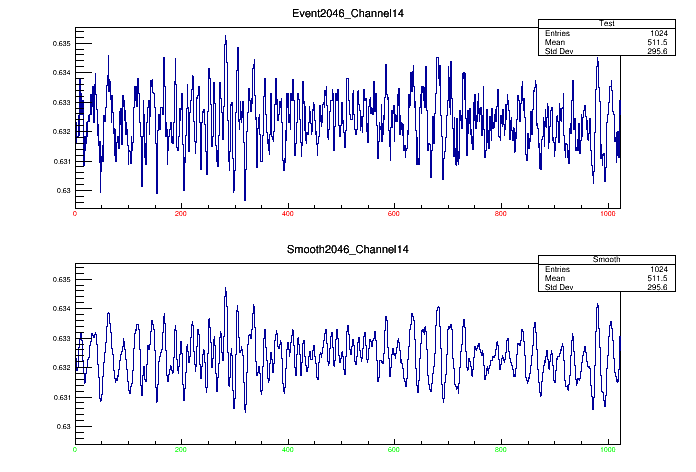 Event2046_Channel14
Test
Entries 1024
Mean 511.5
Std Dev 295.6
0.635
0.634
0.633
0.632
0.631
0.63
0 200 400 600 800 1000
Smooth2046_Channel14
Smooth
Entries 1024
Mean 511.5
Std Dev 295.6
0.635
0.634
0.633
0.632
0.631
0.63
0 200 400 600 800 1000